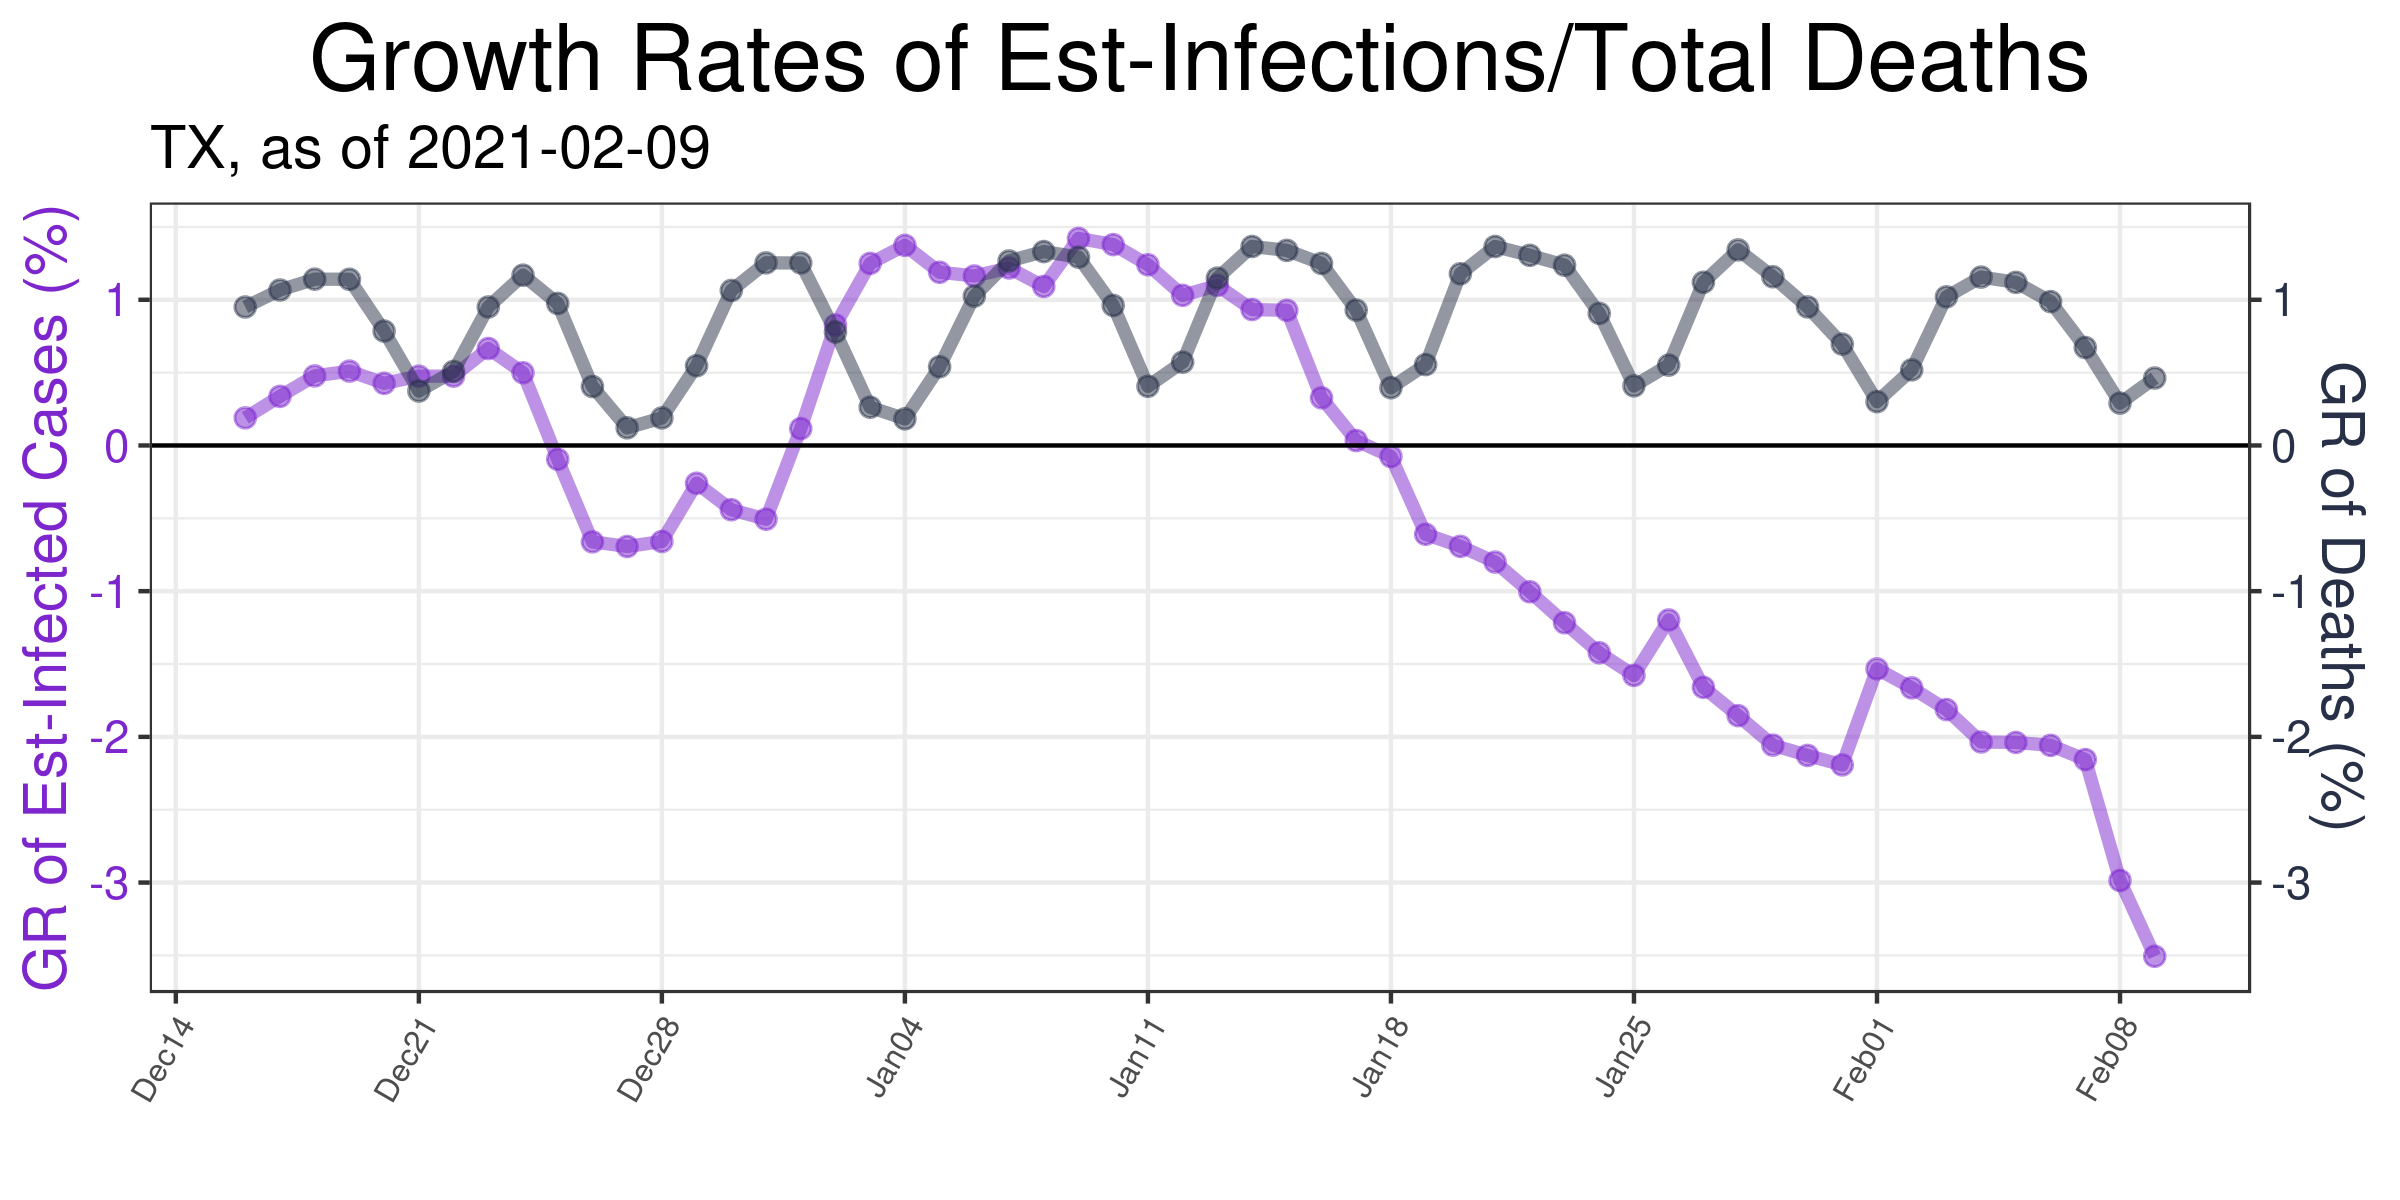 Growth Rates of Est-Infections/Total Deaths
TX, as of 2021-02-09
GR of Est-Infected Cases (%)
1
0
-1
-2
-3
1
0
-1
-2
-3
GR of Deaths (%)
Dec14
Dec21
Dec28
Jan04
Jan11
Jan18
Jan25
Feb01
Feb08